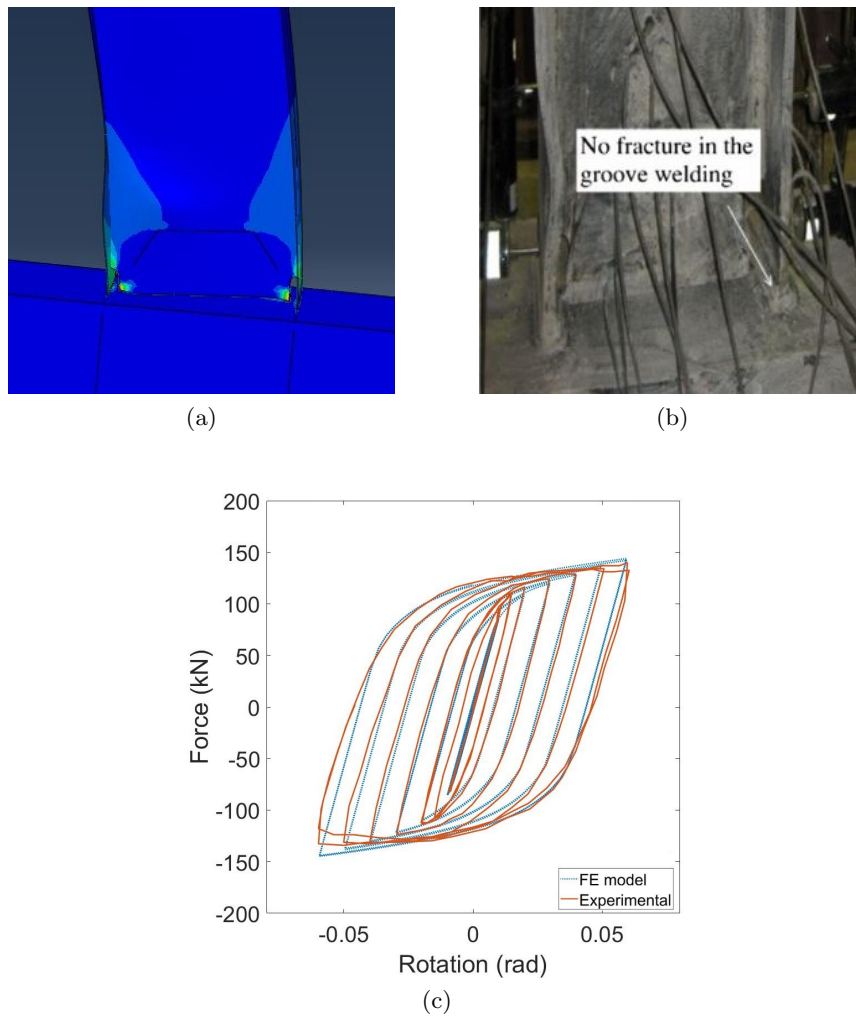 No fracture in the
groove welding
(a)
(b)
200
150
100
50
0
-50
-100
-150
-200
Force (kN)
-0.05
0
0.05
Rotation (rad)
FE model
Experimental
(c)